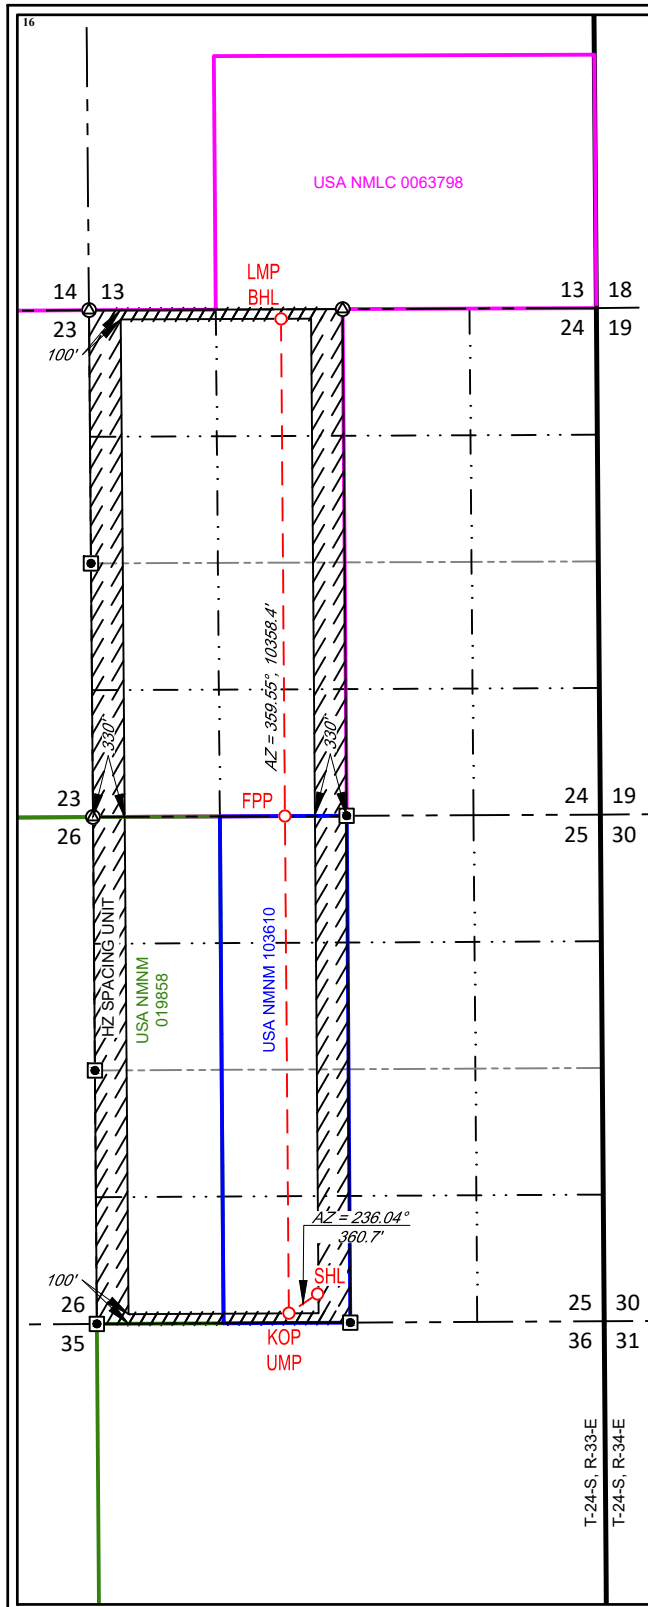 16
USA NMLC 0063798
LMP
BHL
14 13
23
13 18
24 19
100'
AZ = 359.55°, 10358.4'
330'
330'
23
26
FPP
24 19
25 30
HZ SPACING UNIT
USA NMNM
019858
USA NMNM 103610
AZ = 236.04°
360.7'
SHL
100'
26
35
KOP
UMP
25 30
36 31
T-24-S, R-33-E
T-24-S, R-34-E